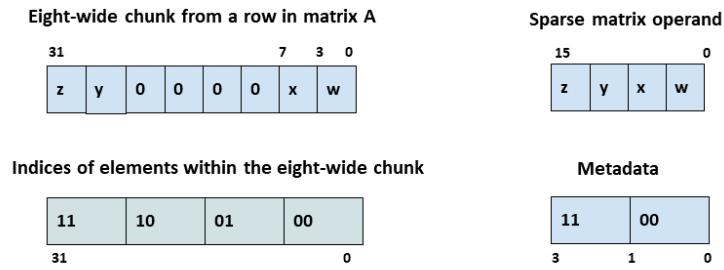 Eight-wide chunk from a row in matrix A
31 7 3 0
z y 0 0 0 0 x w
Sparse matrix operand
15 0
z y x w
Indices of elements within the eight-wide chunk
11 10 01 00
31 0
Metadata
11 00
3 1 0